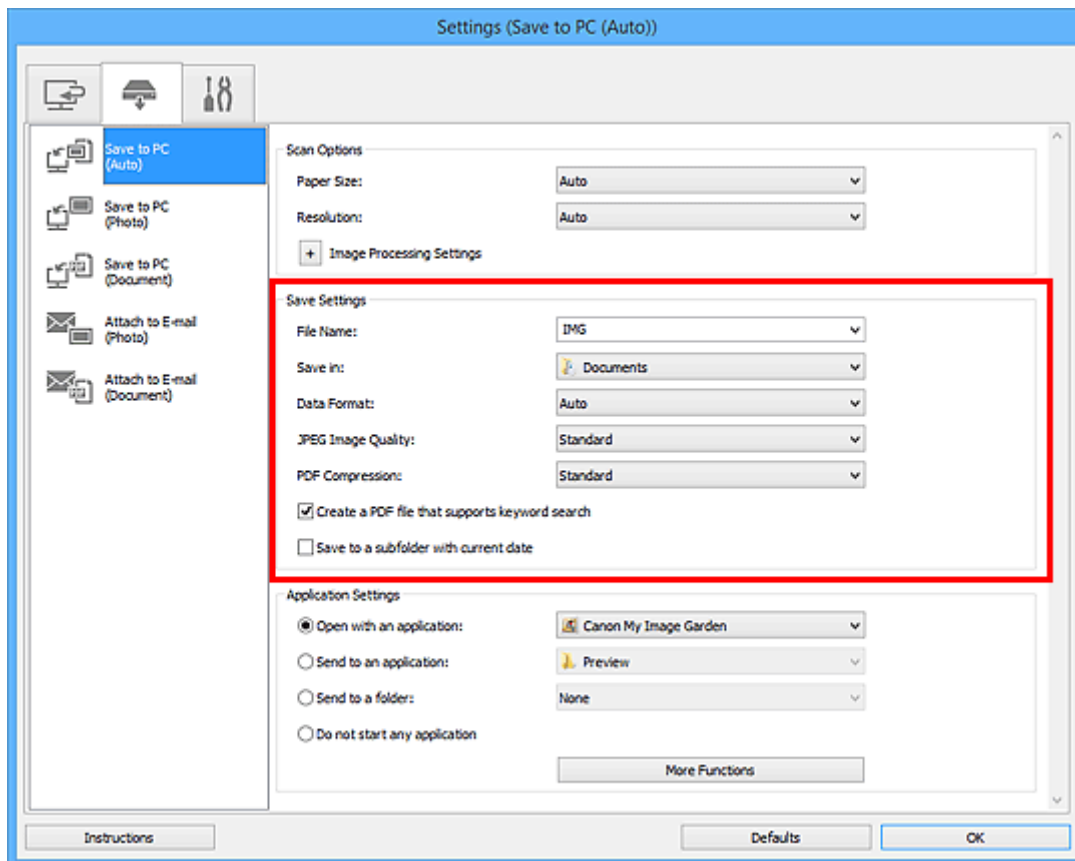 Settings (Save to PC (Auto))
Save to PC
(Auto)
Save to PC
(Photo)
Save to PC
(Document)
Attach to E-mail
(Photo)
Attach to E-mail
(Document)
Scan Options
Paper Size: Auto
Resolution: Auto
+ Image Processing Settings
Save Settings
File Name: IMG
Save in: Documents
Data Format: Auto
JPEG Image Quality: Standard
PDF Compression: Standard
Create a PDF file that supports keyword search
Save to a subfolder with current date
Application Settings
Open with an application: Canon My Image Garden
Send to an application: Preview
Send to a folder: None
Do not start any application
More Functions
Instructions Defaults OK